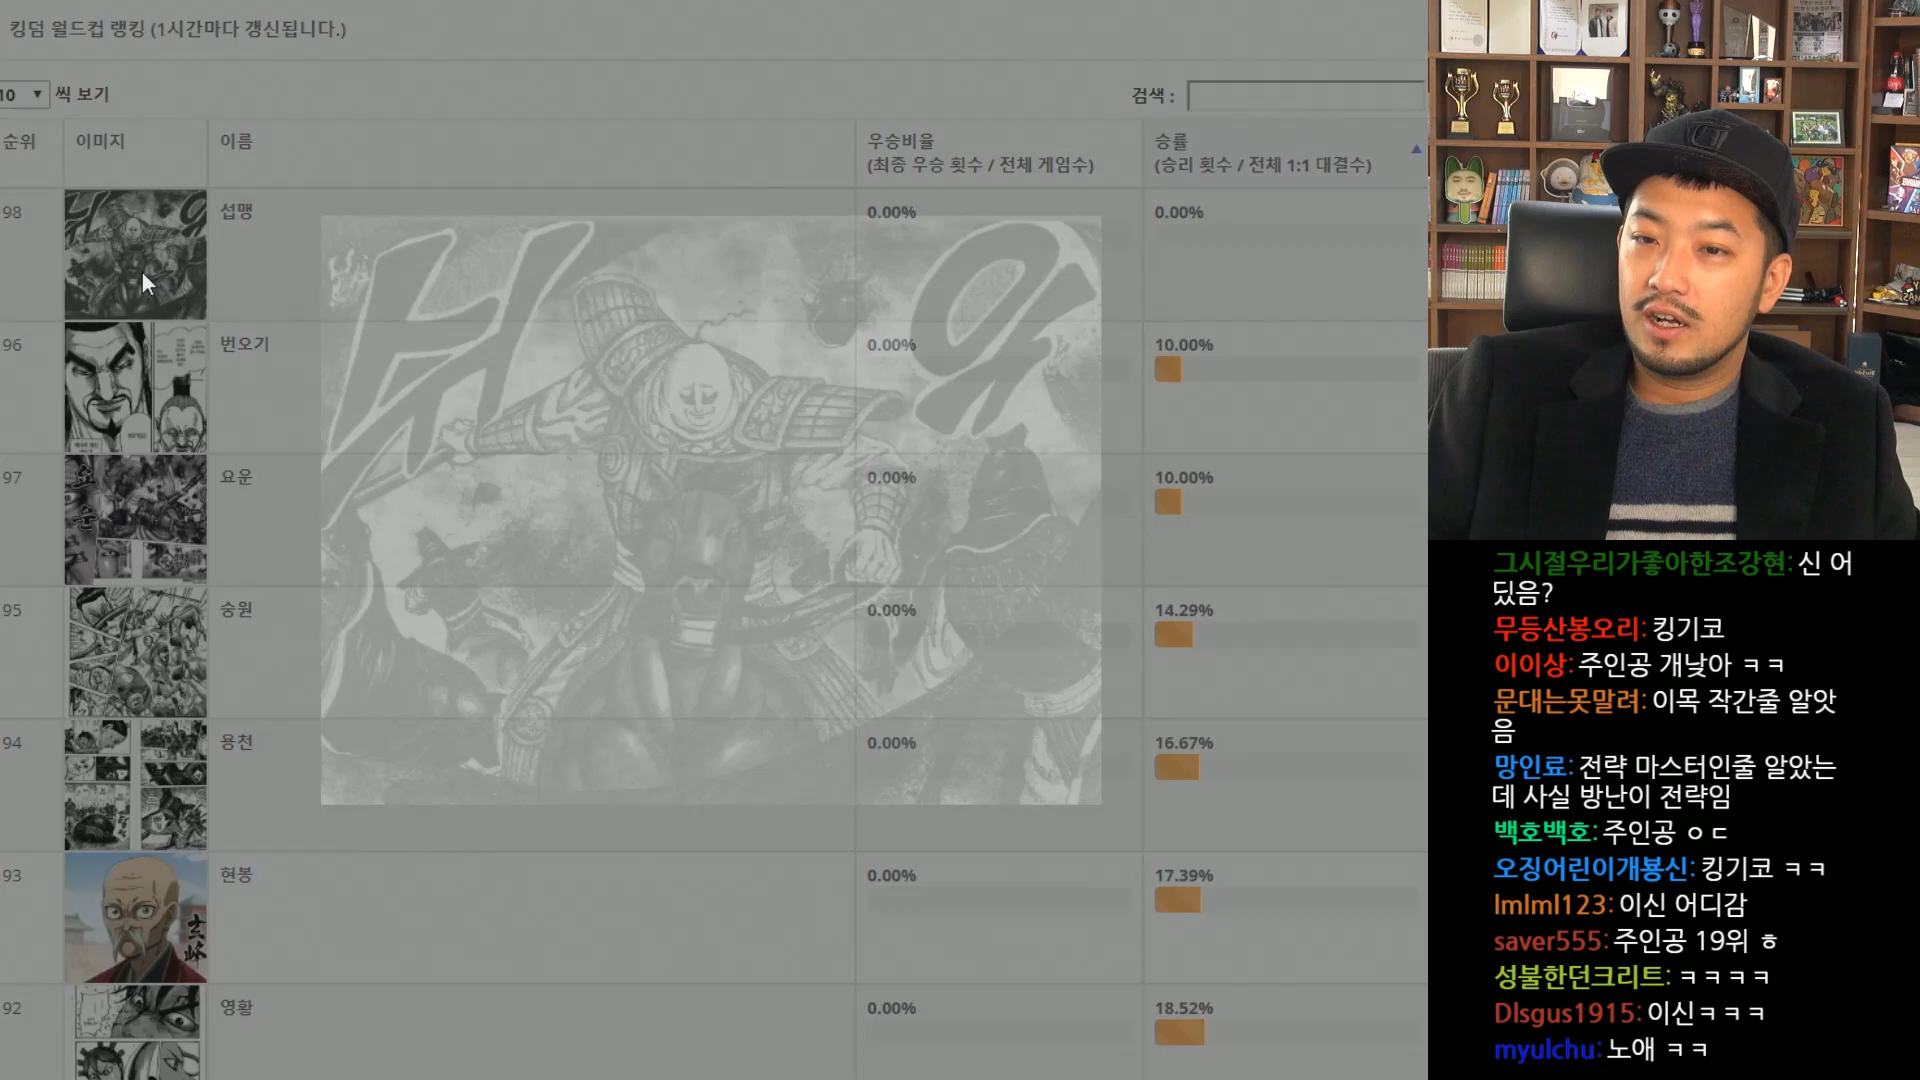 킹덤 월드컵 랭킹 (1시간마다 갱신됩니다.)
10 ▼ 씩 보기
검색 :
순위 이미지 이름 우승비율 승률
(최종 우승 횟수 / 전체 게임수) (승리 횟수 / 전체 1:1 대결수)
98 섭맹 0.00% 0.00%
96 번오기 0.00% 10.00%
97 요운 0.00% 10.00%
요운
95 숭원 0.00% 14.29%
94 용천 0.00% 16.67%
93 현봉 0.00% 17.39%
玄峰
92 영황 0.00% 18.52%
그시절우리가좋아한조강현: 신 어
딨음?
무등산봉오리: 킹기코
이이상: 주인공 개낮아 ㅋㅋ
문대는못말려: 이목 작간줄 알앗
음
망인료: 전략 마스터인줄 알았는
데 사실 방난이 전략임
백호백호: 주인공 ㅇㄷ
오징어린이개뵹신: 킹기코 ㅋㅋ
lmlml123: 이신 어디감
saver555: 주인공 19위 ㅎ
성불한던크리트: ㅋㅋㅋㅋ
Dlsgus1915: 이신ㅋㅋㅋ
myulchu: 노애 ㅋㅋ